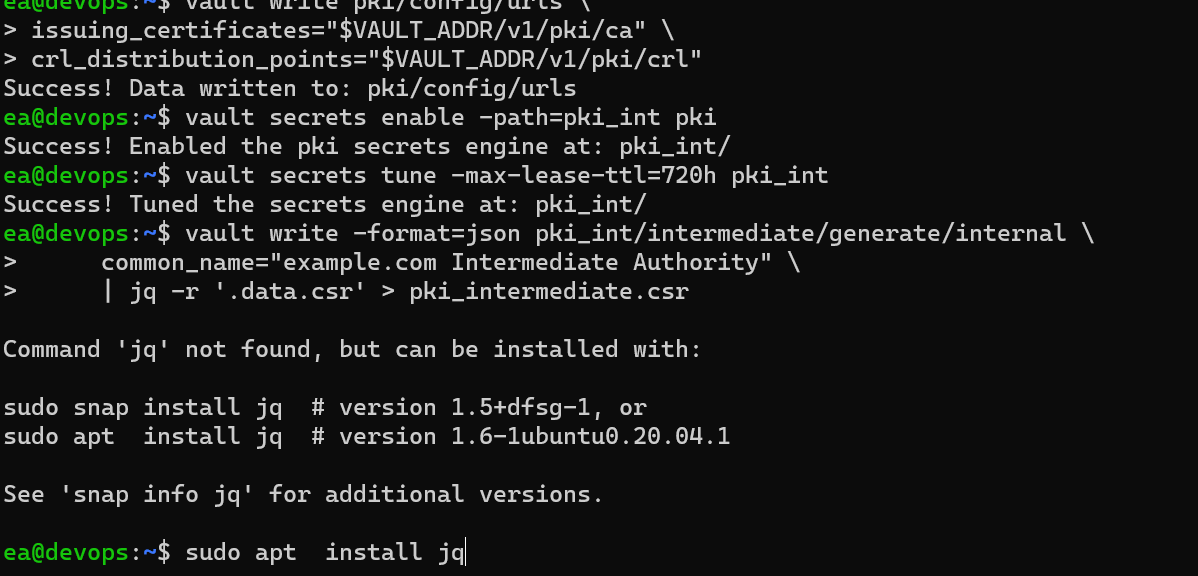 ea@devops:~$ vault write pki/config/urls \
> issuing_certificates="$VAULT_ADDR/v1/pki/ca" \
> crl_distribution_points="$VAULT_ADDR/v1/pki/crl"
Success! Data written to: pki/config/urls
ea@devops:~$ vault secrets enable -path=pki_int pki
Success! Enabled the pki secrets engine at: pki_int/
ea@devops:~$ vault secrets tune -max-lease-ttl=720h pki_int
Success! Tuned the secrets engine at: pki_int/
ea@devops:~$ vault write -format=json pki_int/intermediate/generate/internal \
>      common_name="example.com Intermediate Authority" \
>      | jq -r '.data.csr' > pki_intermediate.csr
Command 'jq' not found, but can be installed with:
sudo snap install jq  # version 1.5+dfsg-1, or
sudo apt  install jq  # version 1.6-1ubuntu0.20.04.1
See 'snap info jq' for additional versions.
ea@devops:~$ sudo apt  install jq